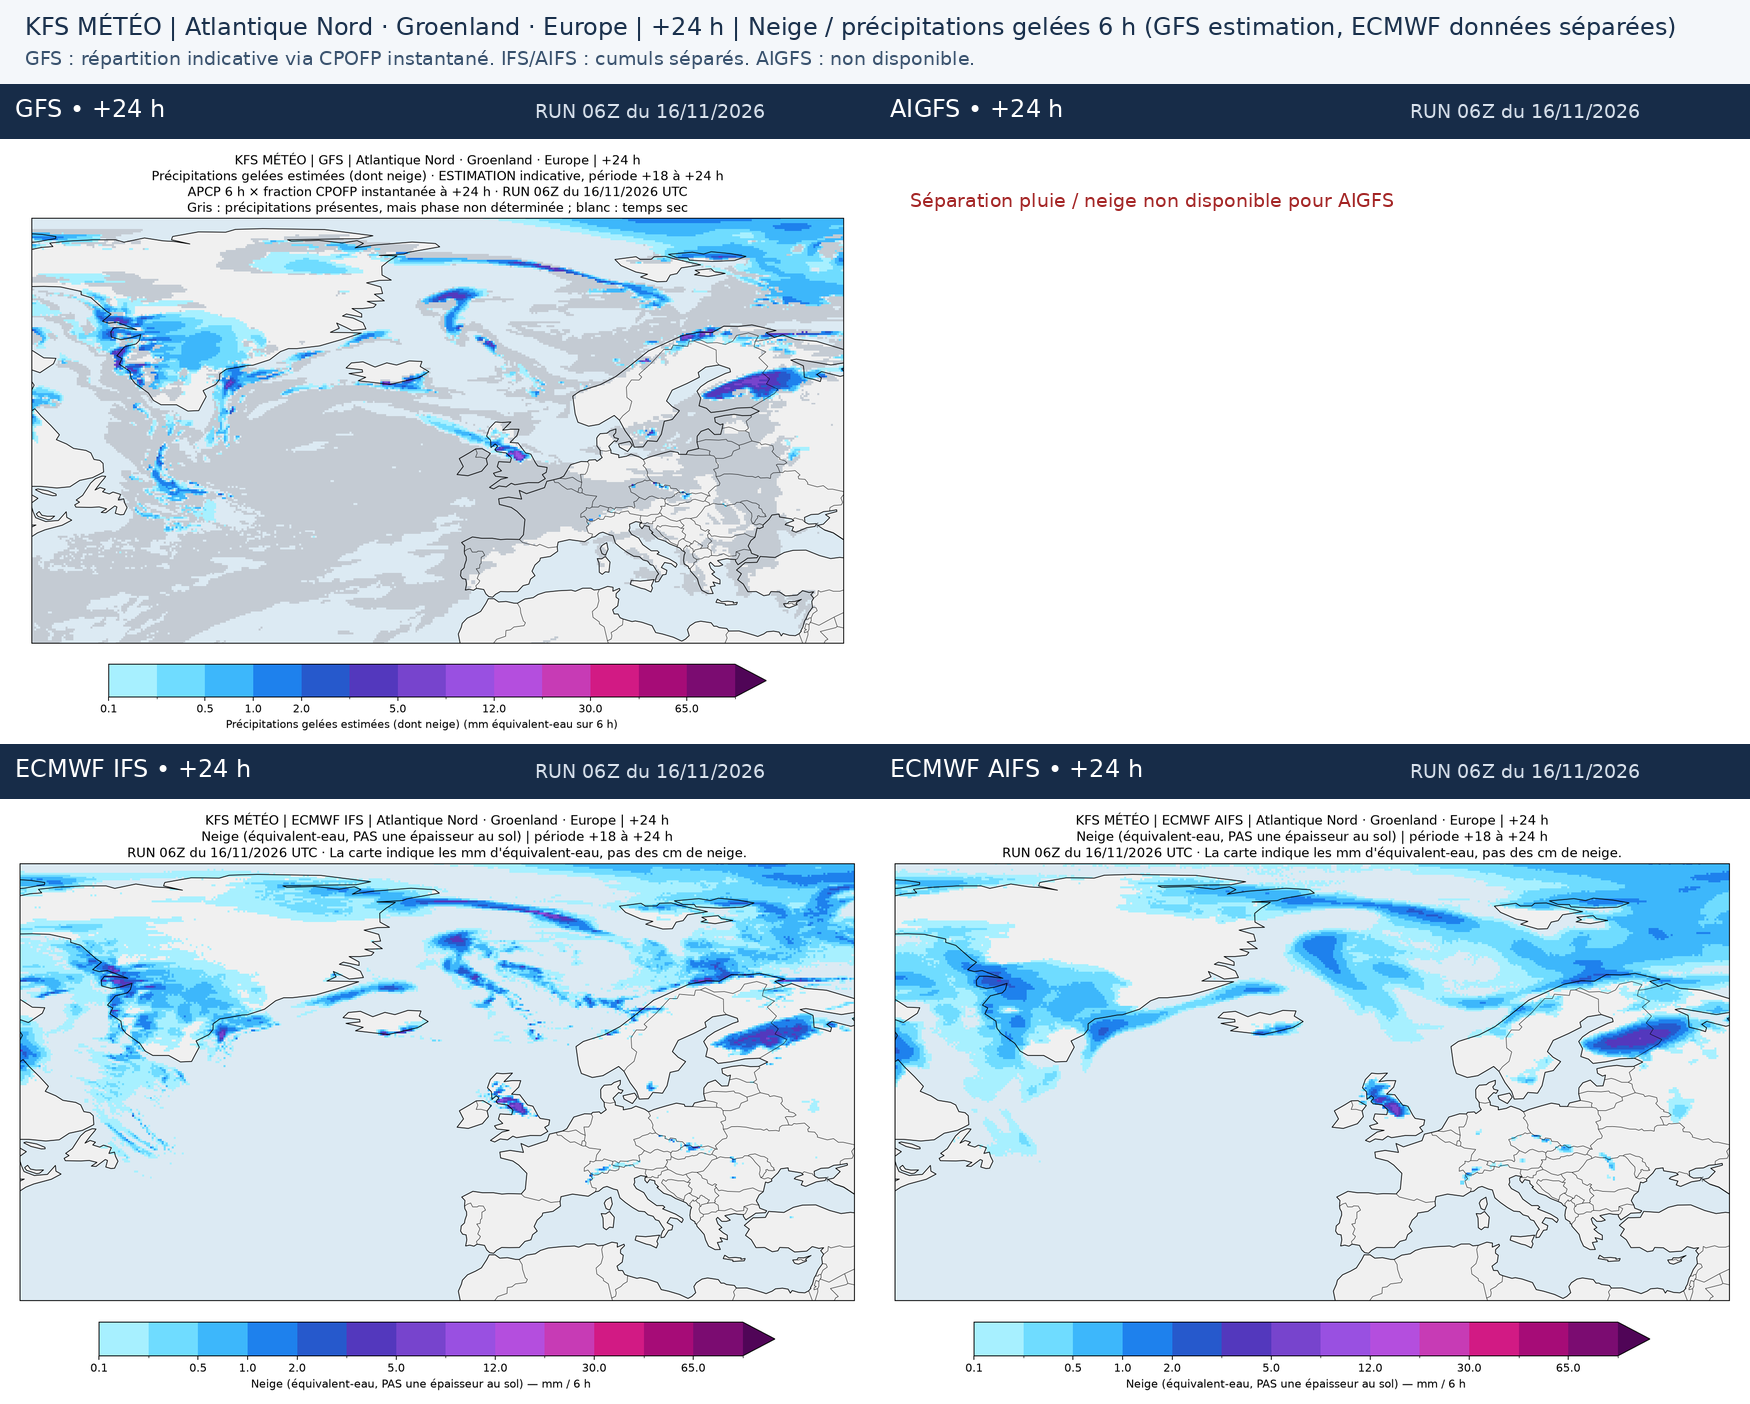 KFS MÉTÉO | Atlantique Nord · Groenland · Europe | +24 h | Neige / précipitations gelées 6 h (GFS estimation, ECMWF données séparées)
GFS : répartition indicative via CPOFP instantané. IFS/AIFS : cumuls séparés. AIGFS : non disponible.
GFS • +24 h
RUN 06Z du 16/11/2026
AIGFS • +24 h
RUN 06Z du 16/11/2026
KFS MÉTÉO | GFS | Atlantique Nord · Groenland · Europe | +24 h
Précipitations gelées estimées (dont neige) · ESTIMATION indicative, période +18 à +24 h
APCP 6 h × fraction CPOFP instantanée à +24 h · RUN 06Z du 16/11/2026 UTC
Gris : précipitations présentes, mais phase non déterminée ; blanc : temps sec
Séparation pluie / neige non disponible pour AIGFS
0.1 0.5 1.0 2.0 5.0 12.0 30.0 65.0
Précipitations gelées estimées (dont neige) (mm équivalent-eau sur 6 h)
ECMWF IFS • +24 h
RUN 06Z du 16/11/2026
ECMWF AIFS • +24 h
RUN 06Z du 16/11/2026
KFS MÉTÉO | ECMWF IFS | Atlantique Nord · Groenland · Europe | +24 h
Neige (équivalent-eau, PAS une épaisseur au sol) | période +18 à +24 h
RUN 06Z du 16/11/2026 UTC · La carte indique les mm d'équivalent-eau, pas des cm de neige.
KFS MÉTÉO | ECMWF AIFS | Atlantique Nord · Groenland · Europe | +24 h
Neige (équivalent-eau, PAS une épaisseur au sol) | période +18 à +24 h
RUN 06Z du 16/11/2026 UTC · La carte indique les mm d'équivalent-eau, pas des cm de neige.
0.1 0.5 1.0 2.0 5.0 12.0 30.0 65.0
Neige (équivalent-eau, PAS une épaisseur au sol) — mm / 6 h
0.1 0.5 1.0 2.0 5.0 12.0 30.0 65.0
Neige (équivalent-eau, PAS une épaisseur au sol) — mm / 6 h